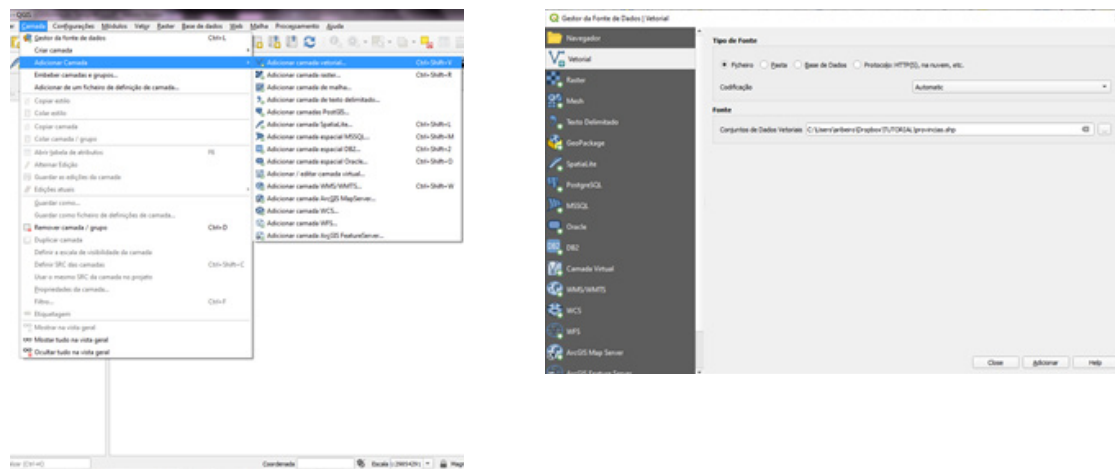 QGIS
Camada Configurações Módulos Vetor Raster Base de dados Web Malha Processamento Ajuda
Gestor da fonte de dados Ctrl+L
Criar camada
Adicionar Camada
Embeber camadas e grupos...
Adicionar de um ficheiro de definição de camada...
Copiar estilo
Colar estilo
Copiar camada
Colar camada / grupo
Abrir tabela de atributos F6
Alternar Edição
Guardar as edições da camada
Edições atuais
Guardar como...
Guardar como ficheiro de definições de camada...
Remover camada / grupo Ctrl+D
Duplicar camada
Definir a escala de visibilidade da camada
Definir SRC das camadas Ctrl+Shift+C
Usar o mesmo SRC da camada no projeto
Propriedades da camada...
Filtro... Ctrl+F
Etiquetagem
Mostrar na vista geral
Mostrar tudo na vista geral
Ocultar tudo na vista geral
Adicionar camada vetorial... Ctrl+Shift+V
Adicionar camada raster... Ctrl+Shift+R
Adicionar camada de malha...
Adicionar camada de texto delimitado...
Adicionar camadas PostGIS...
Adicionar camada SpatiaLite... Ctrl+Shift+L
Adicionar camada espacial MSSQL... Ctrl+Shift+M
Adicionar camada espacial DB2... Ctrl+Shift+2
Adicionar camada espacial Oracle... Ctrl+Shift+O
Adicionar / editar camada virtual...
Adicionar camada WMS/WMTS... Ctrl+Shift+W
Adicionar camada ArcGIS MapServer...
Adicionar camada WCS...
Adicionar camada WFS...
Adicionar camada ArcGIS FeatureServer...
(Ctrl+K)
Coordenada
Escala
Gestor da Fonte de Dados | Vetorial
Navegador
Vetorial
Raster
Mesh
Texto Delimitado
GeoPackage
SpatiaLite
PostgreSQL
MSSQL
Oracle
DB2 DB2
Camada Virtual
WMS/WMTS
WCS
WFS
ArcGIS Map Server
ArcGIS Feature Server
Tipo de Fonte
Ficheiro Pasta Base de Dados Protocolo: HTTP(S), na nuvem, etc.
Codificação Automatic
Fonte
Conjuntos de Dados Vetoriais C:\Users\aribeiro\Dropbox\TUTORIAL\provincias.shp
Close Adicionar Help